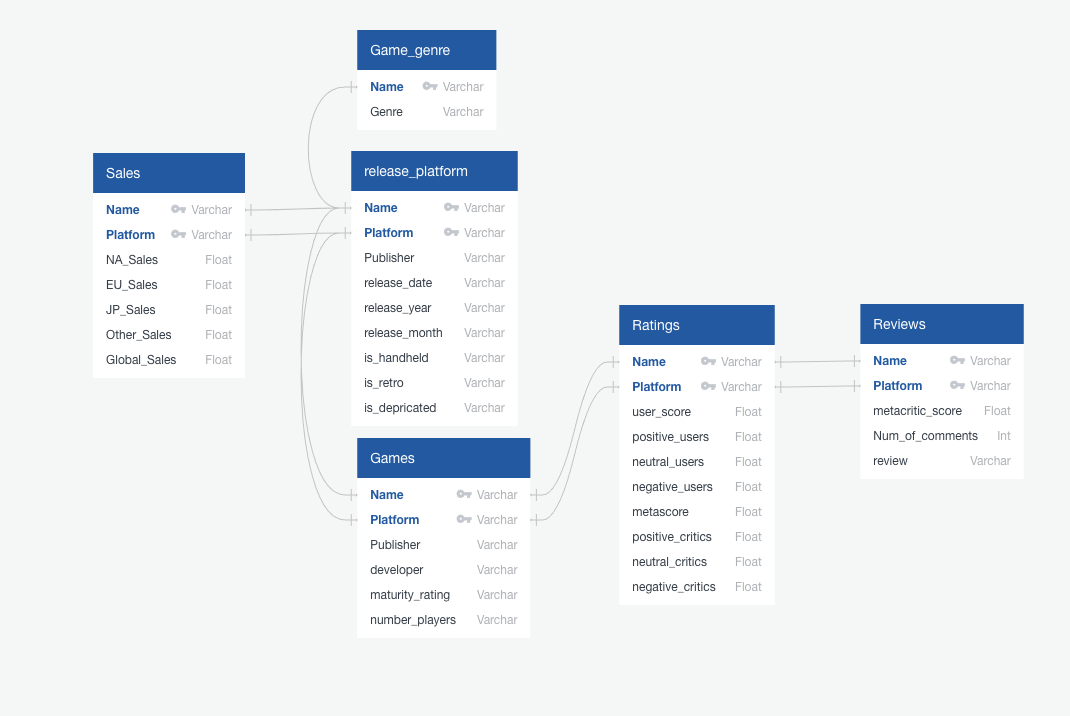 Game_genre
Name Varchar
Genre Varchar
Sales
Name Varchar
Platform Varchar
NA_Sales Float
EU_Sales Float
JP_Sales Float
Other_Sales Float
Global_Sales Float
release_platform
Name Varchar
Platform Varchar
Publisher Varchar
release_date Varchar
release_year Varchar
release_month Varchar
is_handheld Varchar
is_retro Varchar
is_depricated Varchar
Games
Name Varchar
Platform Varchar
Publisher Varchar
developer Varchar
maturity_rating Varchar
number_players Varchar
Ratings
Name Varchar
Platform Varchar
user_score Float
positive_users Float
neutral_users Float
negative_users Float
metascore Float
positive_critics Float
neutral_critics Float
negative_critics Float
Reviews
Name Varchar
Platform Varchar
metacritic_score Float
Num_of_comments Int
review Varchar